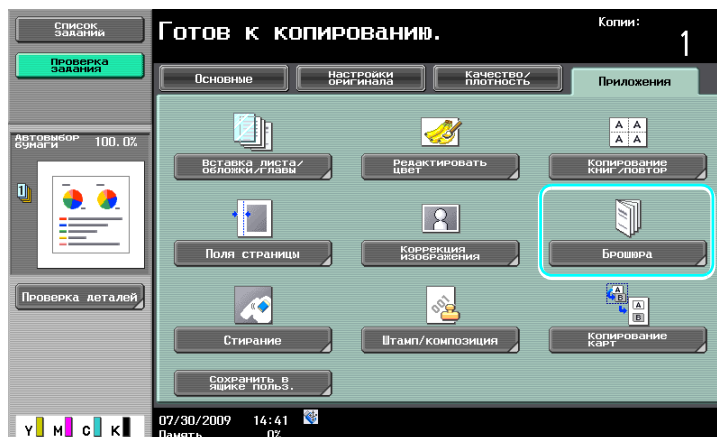 Список
заданий
Готов к копированию.
Копии:
1
Проверка
задания
Основные
Настройки
оригинала
Качество/
плотность
Приложения
Автовыбор
бумаги
100.0%
Вставка листа/
обложки/главы
Редактировать
цвет
Копирование
книг/повтор
Поля страницы
Коррекция
изображения
Брошюра
Проверка деталей
Стирание
Штамп/композиция
Копирование
карт
Сохранить в
ящике польз.
07/30/2009 14:41
Память 0%
Y M C K